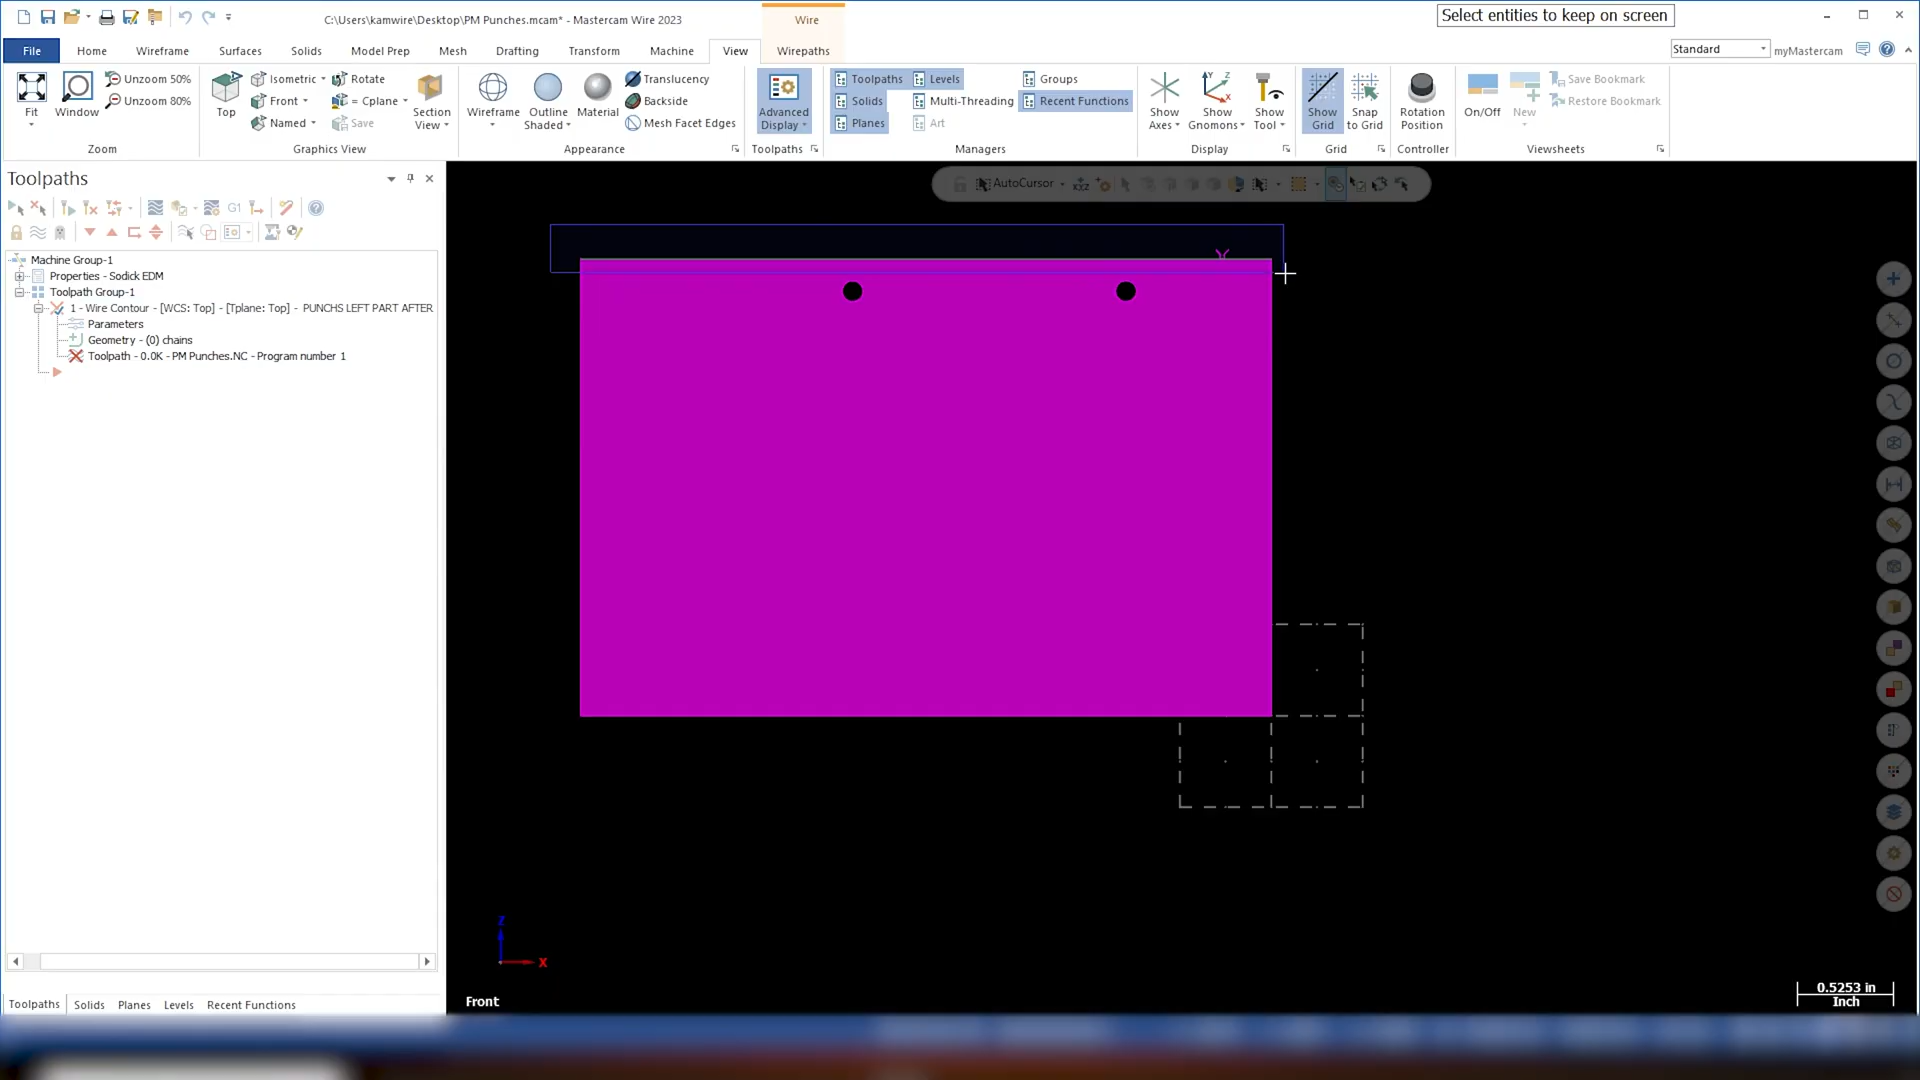 C:\Users\kamwire\Desktop\PM Punches.mcam* - Mastercam Wire 2023
Wire
Select entities to keep on screen
File
Home
Wireframe
Surfaces
Solids
Model Prep
Mesh
Drafting
Transform
Machine
View
Wirepaths
Standard
myMastercam
Fit
Window
Unzoom 50%
Unzoom 80%
Zoom
Top
Isometric
Front
Named
Rotate
= Cplane
Save
Section View
Graphics View
Wireframe
Outline Shaded
Material
Translucency
Backside
Mesh Facet Edges
Appearance
Advanced Display
Toolpaths
Toolpaths
Solids
Planes
Levels
Multi-Threading
Art
Groups
Recent Functions
Managers
Show Axes
Show Gnomons
Show Tool
Display
Show Grid
Snap to Grid
Grid
Rotation Position
Controller
On/Off
New
Save Bookmark
Restore Bookmark
Viewsheets
Toolpaths
G1
AutoCursor
XYZ
Machine Group-1
Properties - Sodick EDM
Toolpath Group-1
1 - Wire Contour - [WCS: Top] - [Tplane: Top] - PUNCHS LEFT PART AFTER
Parameters
Geometry - (0) chains
Toolpath - 0.0K - PM Punches.NC - Program number 1
Z
X
Front
0.5253 in
Inch
Toolpaths
Solids
Planes
Levels
Recent Functions